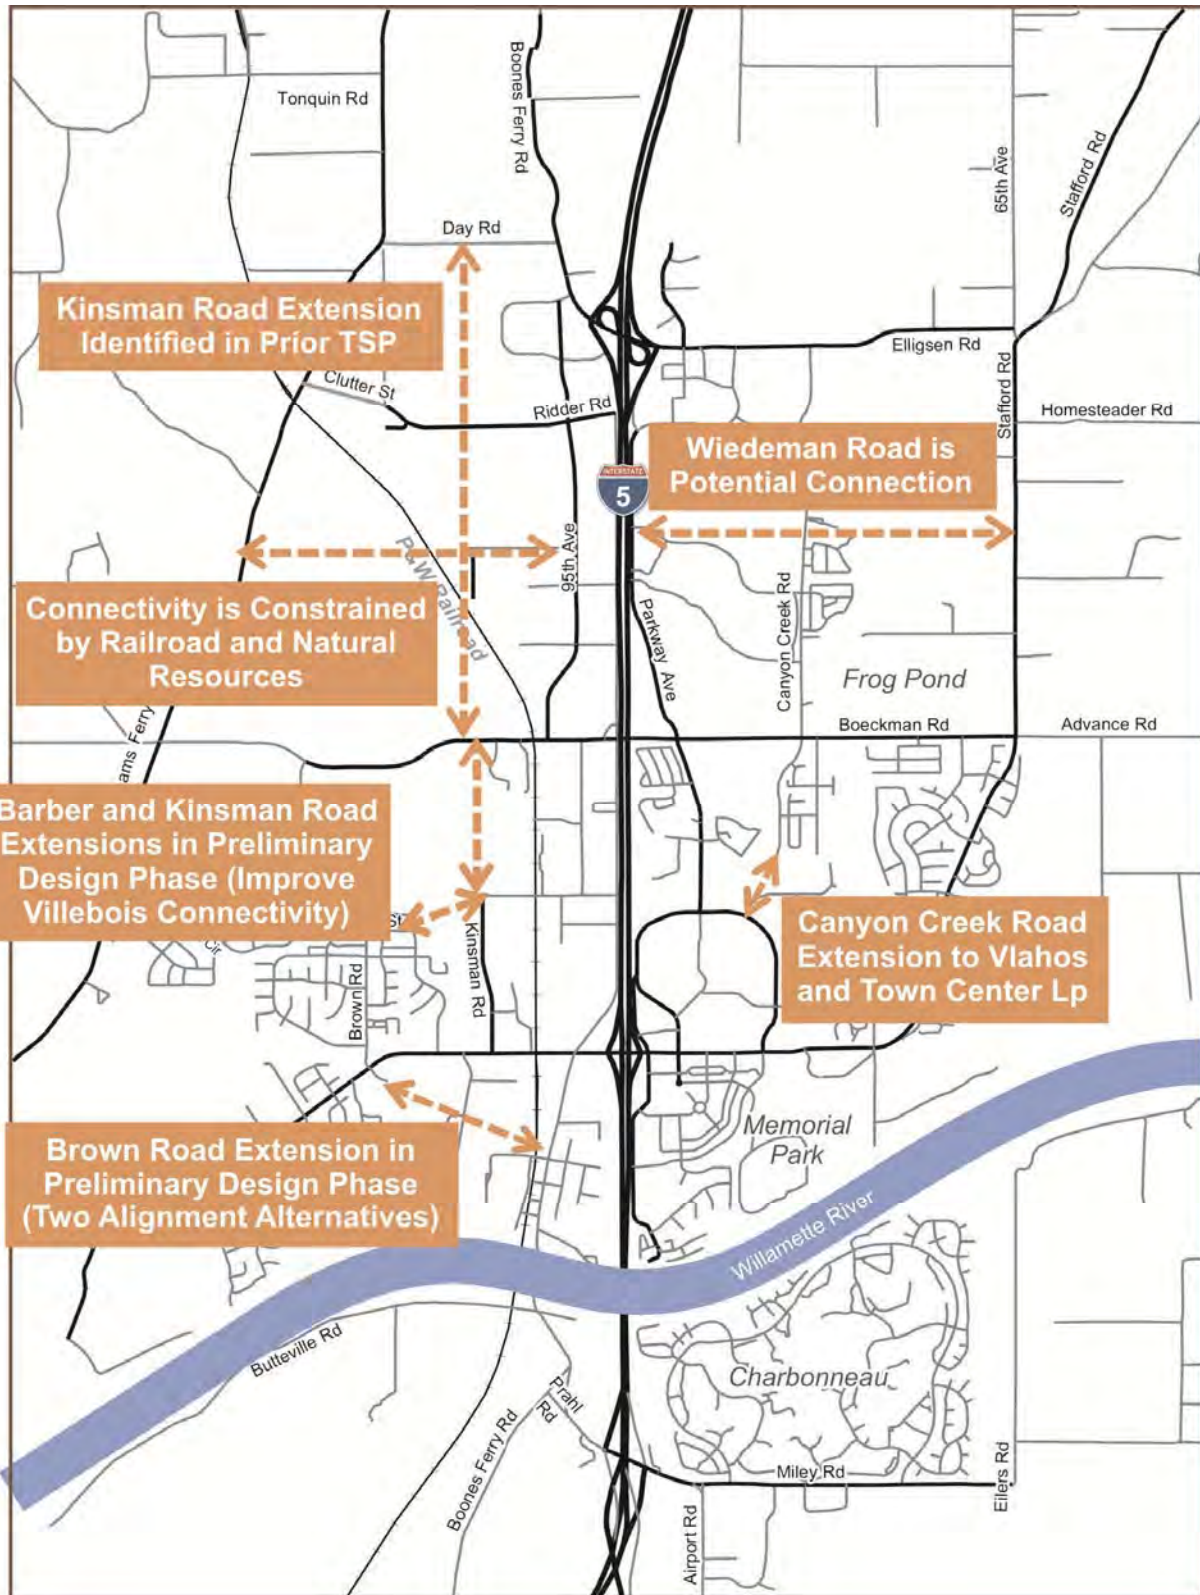 Boones Ferry Rd
Tonquin Rd
65th Ave
Stafford Rd
Day Rd
Kinsman Road Extension
Identified in Prior TSP
Elligsen Rd
Clutter St
Ridder Rd
Stafford Rd
Homesteader Rd
Wiedeman Road is
Potential Connection
INTERSTATE
5
P&W Railroad
95th Ave
Connectivity is Constrained
by Railroad and Natural
Resources
Parkway Ave
Canyon Creek Rd
Frog Pond
Boeckman Rd
Advance Rd
ams Ferry
Barber and Kinsman Road
Extensions in Preliminary
Design Phase (Improve
Villebois Connectivity)
St
Cir
Brown Rd
Kinsman Rd
Canyon Creek Road
Extension to Vlahos
and Town Center Lp
Brown Road Extension in
Preliminary Design Phase
(Two Alignment Alternatives)
Memorial
Park
Willamette River
Butteville Rd
Charbonneau
Prahl
Rd
Boones Ferry Rd
Miley Rd
Eilers Rd
Airport Rd